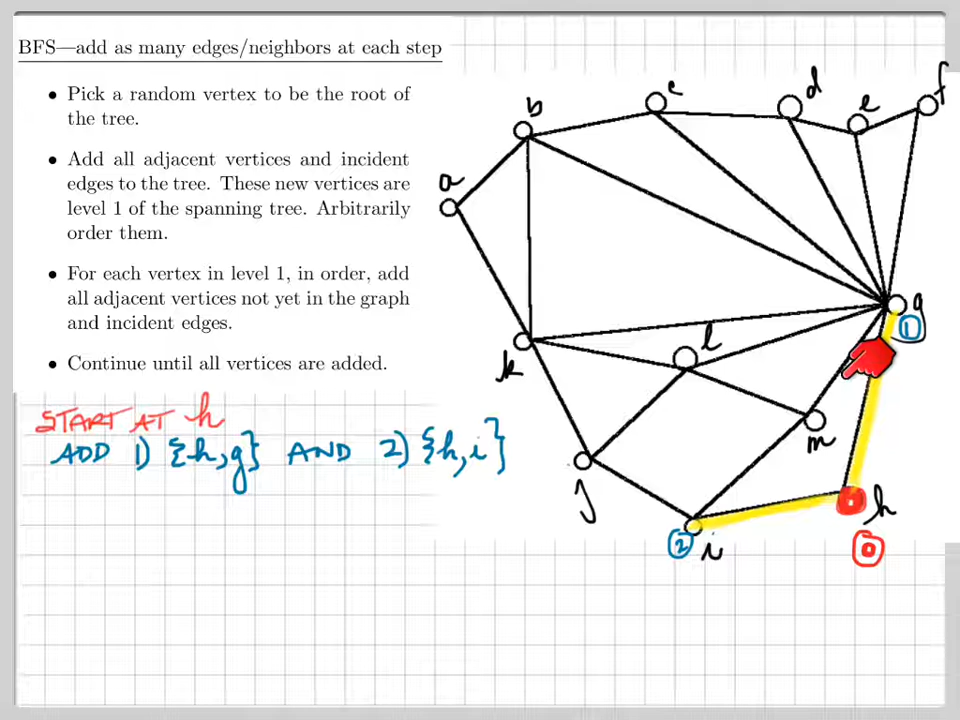 BFS—add as many edges/neighbors at each step
• Pick a random vertex to be the root of
the tree.
• Add all adjacent vertices and incident
edges to the tree. These new vertices are
level 1 of the spanning tree. Arbitrarily
order them.
• For each vertex in level 1, in order, add
all adjacent vertices not yet in the graph
and incident edges.
• Continue until all vertices are added.
START AT h
ADD 1) {h,g} AND 2) {h,i}
f
d
c
e
b
a
g
1
l
k
m
j
h
2
i
0